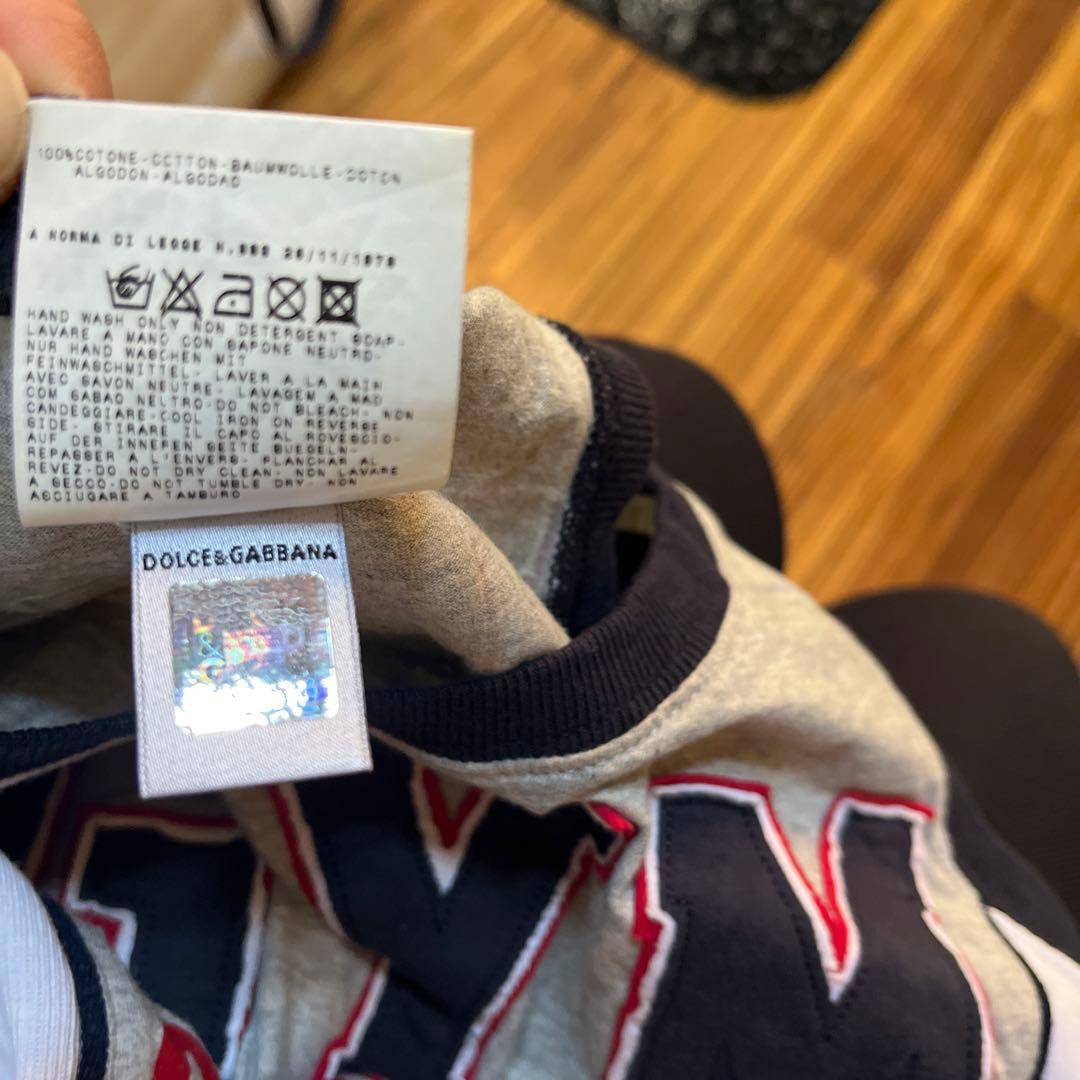 100%COTONE-COTTON-BAUMWOLLE-COTON
ALGODON-ALGODAO
A NORMA DI LEGGE N.883 26/11/1973
HAND WASH ONLY NON DETERGENT SOAP-
LAVARE A MANO CON SAPONE NEUTRO-
NUR HAND WASCHEN MIT
FEINWASCHMITTEL- LAVER A LA MAIN
AVEC SAVON NEUTRE- LAVAGEM A MAO
COM SABAO NEUTRO-DO NOT BLEACH- NON
CANDEGGIARE-COOL IRON ON REVERSE
SIDE- STIRARE IL CAPO AL ROVESCIO-
AUF DER INNEREN SEITE BUEGELN-
REPASSER A L'ENVERS- PLANCHAR AL
REVEZ-DO NOT DRY CLEAN- NON LAVARE
A SECCO-DO NOT TUMBLE DRY- NON
ASCIUGARE A TAMBURO
DOLCE&GABBANA